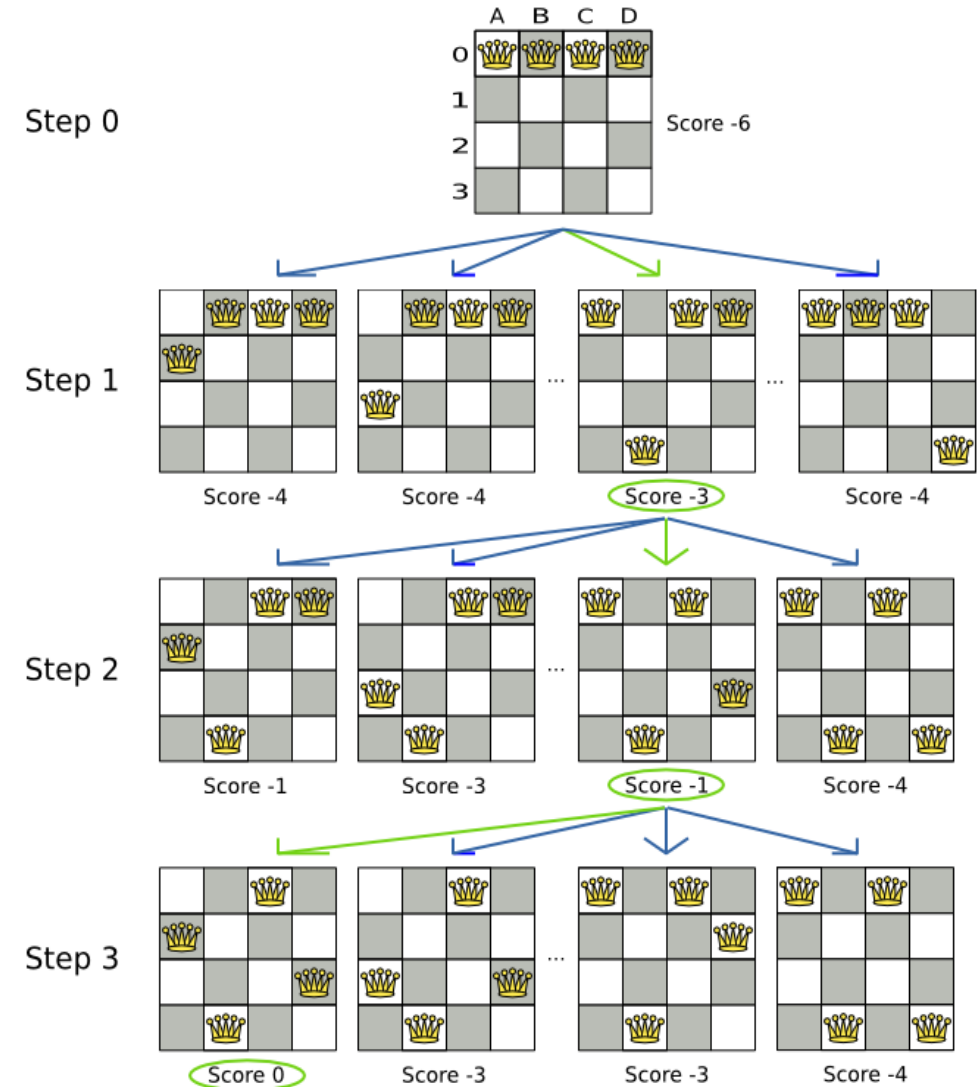 A B C D
0
Step 0
1
Score -6
2
3
... ...
Step 1
Score -4 Score -4 Score -3 Score -4
...
Step 2
Score -1 Score -3 Score -1 Score -4
...
Step 3
Score 0 Score -3 Score -3 Score -4